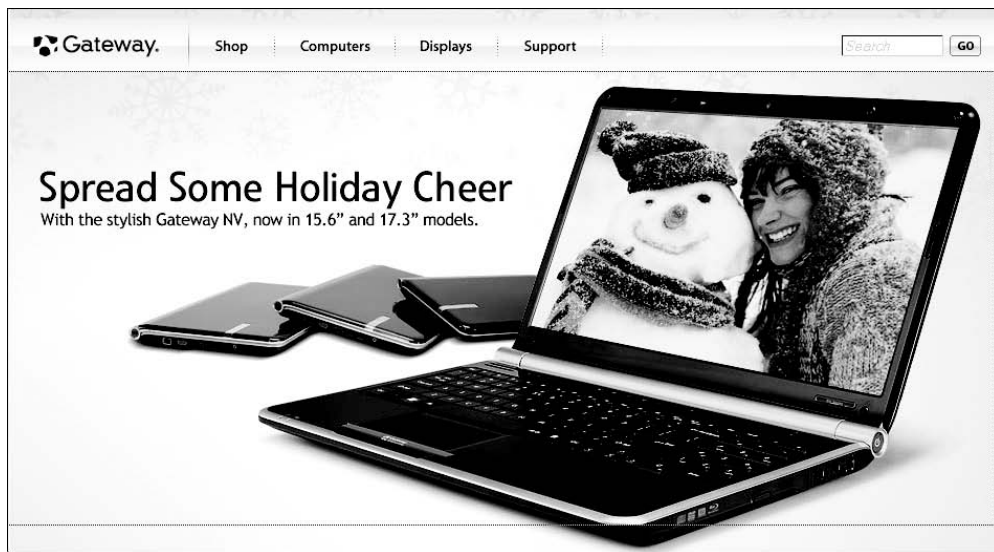 Gateway.
Shop
Computers
Displays
Support
Search
GO
Spread Some Holiday Cheer
With the stylish Gateway NV, now in 15.6” and 17.3” models.